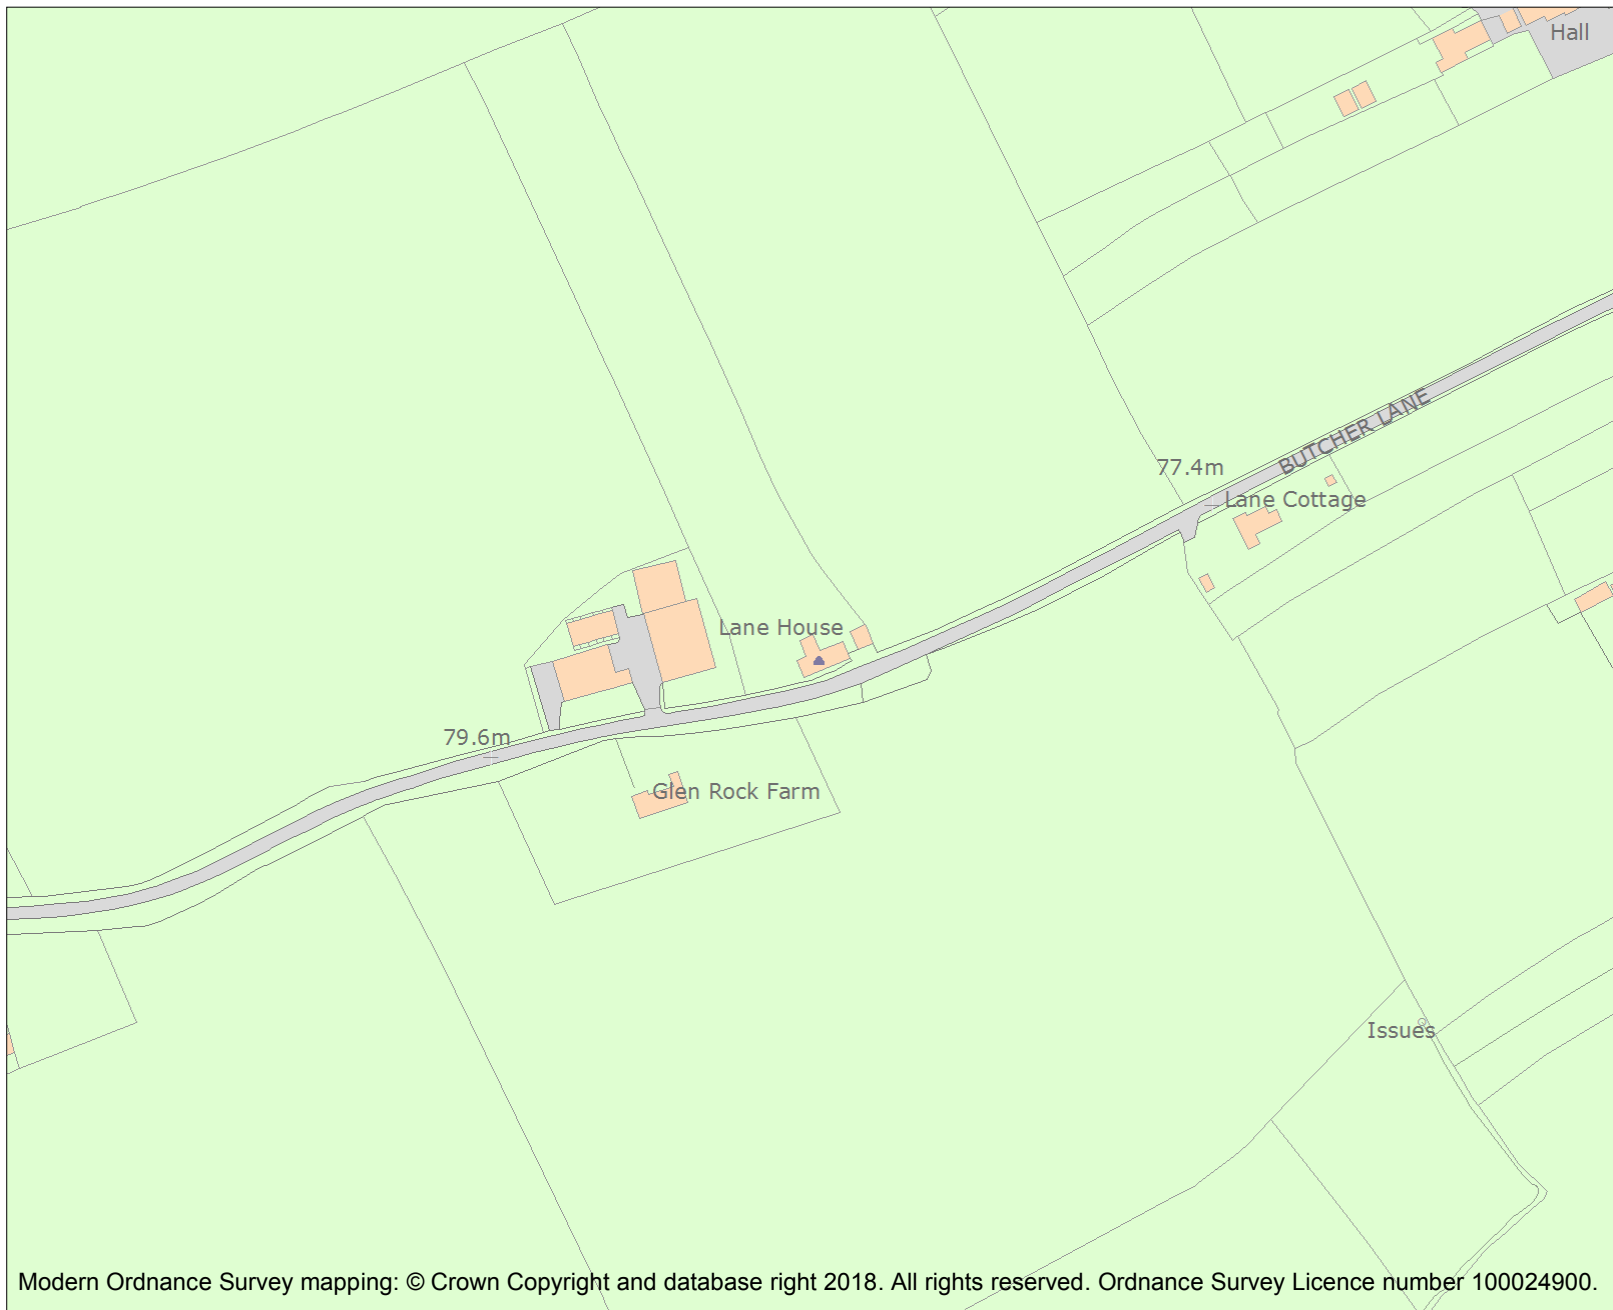 Hall
BUTCHER LANE
77.4m
Lane Cottage
Lane House
79.6m
Glen Rock Farm
Issues
Modern Ordnance Survey mapping: © Crown Copyright and database right 2018. All rights reserved. Ordnance Survey Licence number 100024900.